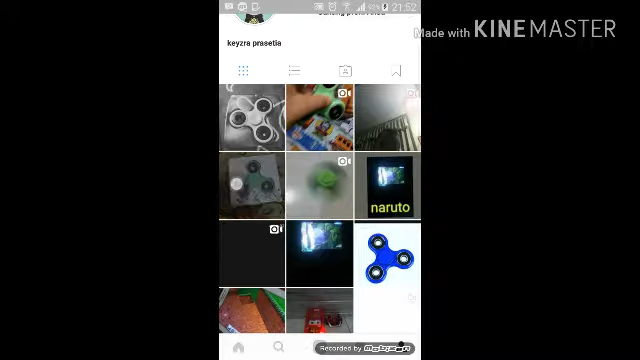 21:52
Made with KINEMASTER
keyzra prasetia
naruto
Recorded by